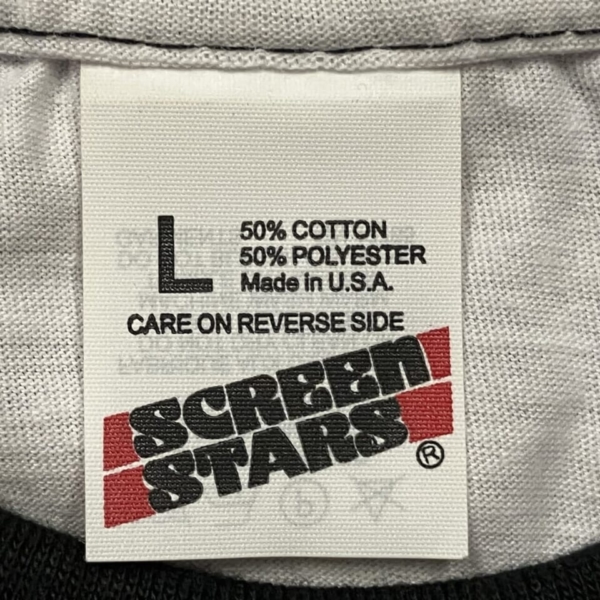 L
50% COTTON
50% POLYESTER
Made in U.S.A.
CARE ON REVERSE SIDE
SCREEN
STARS
®